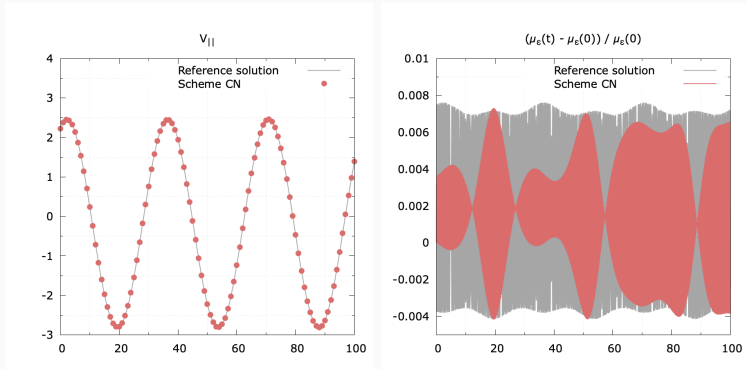 V||
Reference solution
Scheme CN
4
3
2
1
0
-1
-2
-3
0 20 40 60 80 100
(με(t) - με(0)) / με(0)
Reference solution
Scheme CN
0.01
0.008
0.006
0.004
0.002
0
-0.002
-0.004
0 20 40 60 80 100